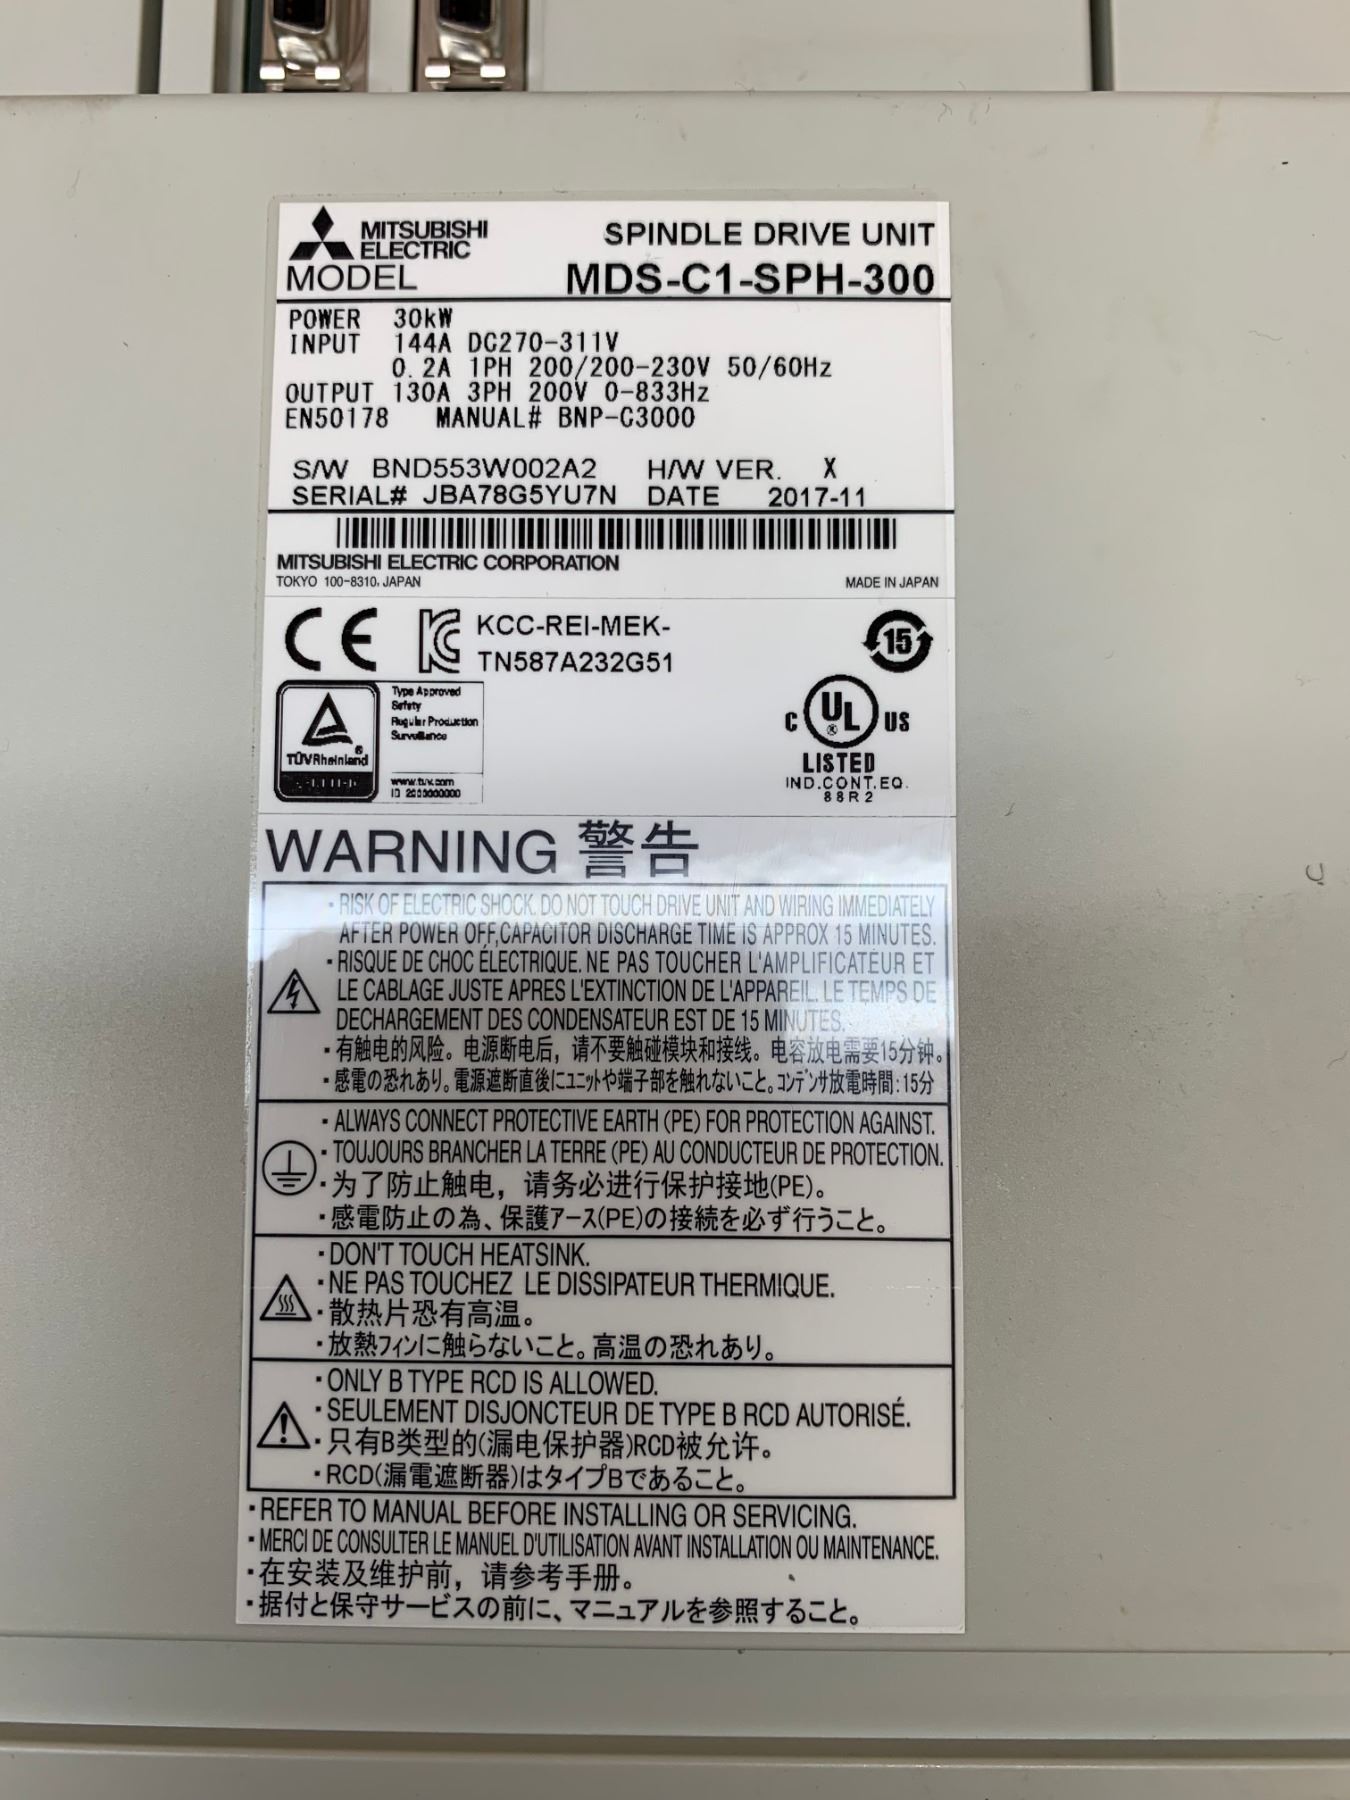 MITSUBISHI
ELECTRIC
SPINDLE DRIVE UNIT
MODEL MDS-C1-SPH-300
POWER 30kW
INPUT 144A DC270-311V
0.2A 1PH 200/200-230V 50/60Hz
OUTPUT 130A 3PH 200V 0-833Hz
EN50178 MANUAL# BNP-C3000
S/W BND553W002A2 H/W VER. X
SERIAL# JBA78G5YU7N DATE 2017-11
MITSUBISHI ELECTRIC CORPORATION
TOKYO 100-8310, JAPAN MADE IN JAPAN
CE KC KCC-REI-MEK-
TN587A232G51
15
TÜVRheinland
®
Type Approved
Safety
Regular Production
Surveillance
www.tuv.com
C UL US
®
LISTED
IND.CONT.EQ.
88R2
WARNING 警告
・RISK OF ELECTRIC SHOCK. DO NOT TOUCH DRIVE UNIT AND WIRING IMMEDIATELY
AFTER POWER OFF,CAPACITOR DISCHARGE TIME IS APPROX 15 MINUTES.
・RISQUE DE CHOC ÉLECTRIQUE. NE PAS TOUCHER L'AMPLIFICATEUR ET
LE CABLAGE JUSTE APRES L'EXTINCTION DE L'APPAREIL. LE TEMPS DE
DECHARGEMENT DES CONDENSATEUR EST DE 15 MINUTES.
・有触电的风险。电源断电后，请不要触碰模块和接线。电容放电需要15分钟。
・感電の恐れあり。電源遮断直後にユニットや端子部を触れないこと。コンデンサ放電時間:15分
・ALWAYS CONNECT PROTECTIVE EARTH (PE) FOR PROTECTION AGAINST.
・TOUJOURS BRANCHER LA TERRE (PE) AU CONDUCTEUR DE PROTECTION.
・为了防止触电，请务必进行保护接地(PE)。
・感電防止の為、保護アース(PE)の接続を必ず行うこと。
・DON'T TOUCH HEATSINK.
・NE PAS TOUCHEZ LE DISSIPATEUR THERMIQUE.
・散热片恐有高温。
・放熱フィンに触らないこと。高温の恐れあり。
・ONLY B TYPE RCD IS ALLOWED.
・SEULEMENT DISJONCTEUR DE TYPE B RCD AUTORISÉ.
・只有B类型的(漏电保护器)RCD被允许。
・RCD(漏電遮断器)はタイプBであること。
・REFER TO MANUAL BEFORE INSTALLING OR SERVICING.
・MERCI DE CONSULTER LE MANUEL D'UTILISATION AVANT INSTALLATION OU MAINTENANCE.
・在安装及维护前，请参考手册。
・据付と保守サービスの前に、マニュアルを参照すること。